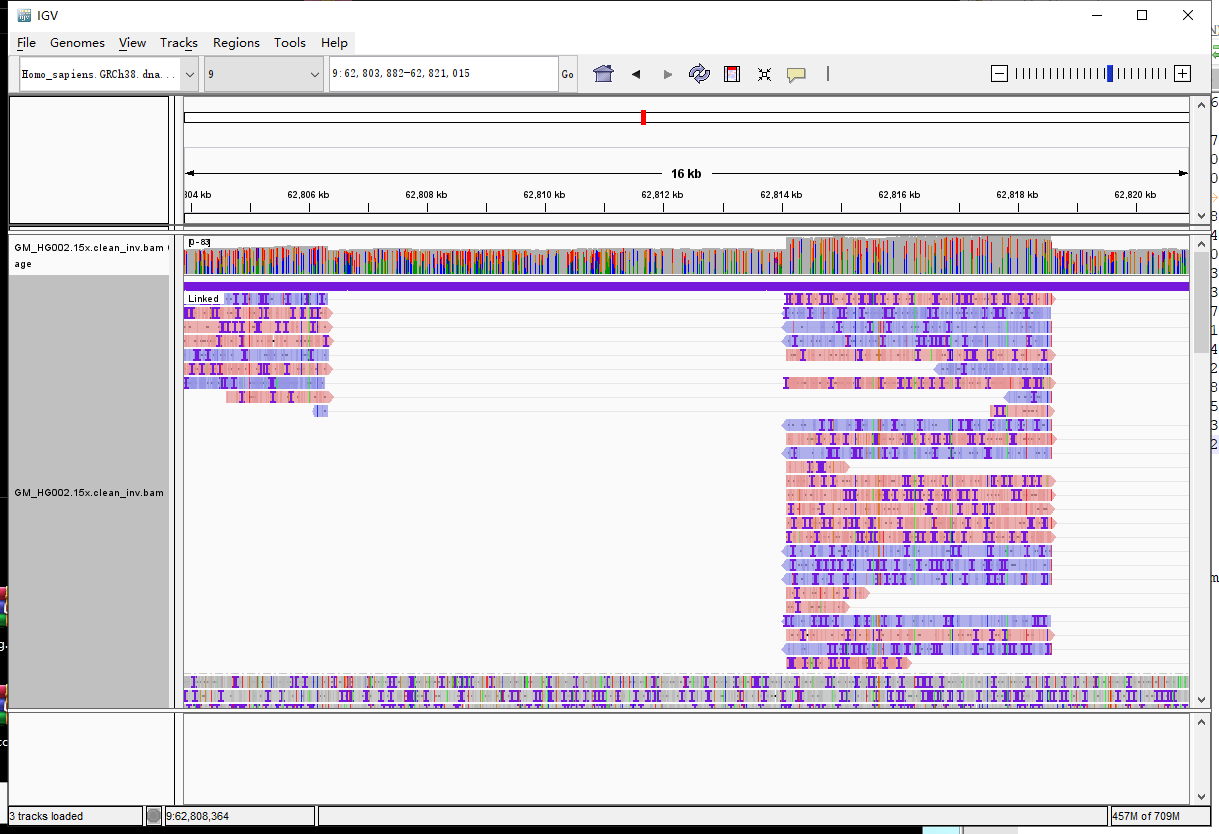 IGV
File Genomes View Tracks Regions Tools Help
Homo_sapiens.GRCh38.dna... 9 9:62,803,882-62,821,015 Go
16 kb
804 kb 62,806 kb 62,808 kb 62,810 kb 62,812 kb 62,814 kb 62,816 kb 62,818 kb 62,820 kb
GM_HG002.15x.clean_inv.bam
age
[0-83]
Linked
GM_HG002.15x.clean_inv.bam
3 tracks loaded 9:62,808,364 457M of 709M